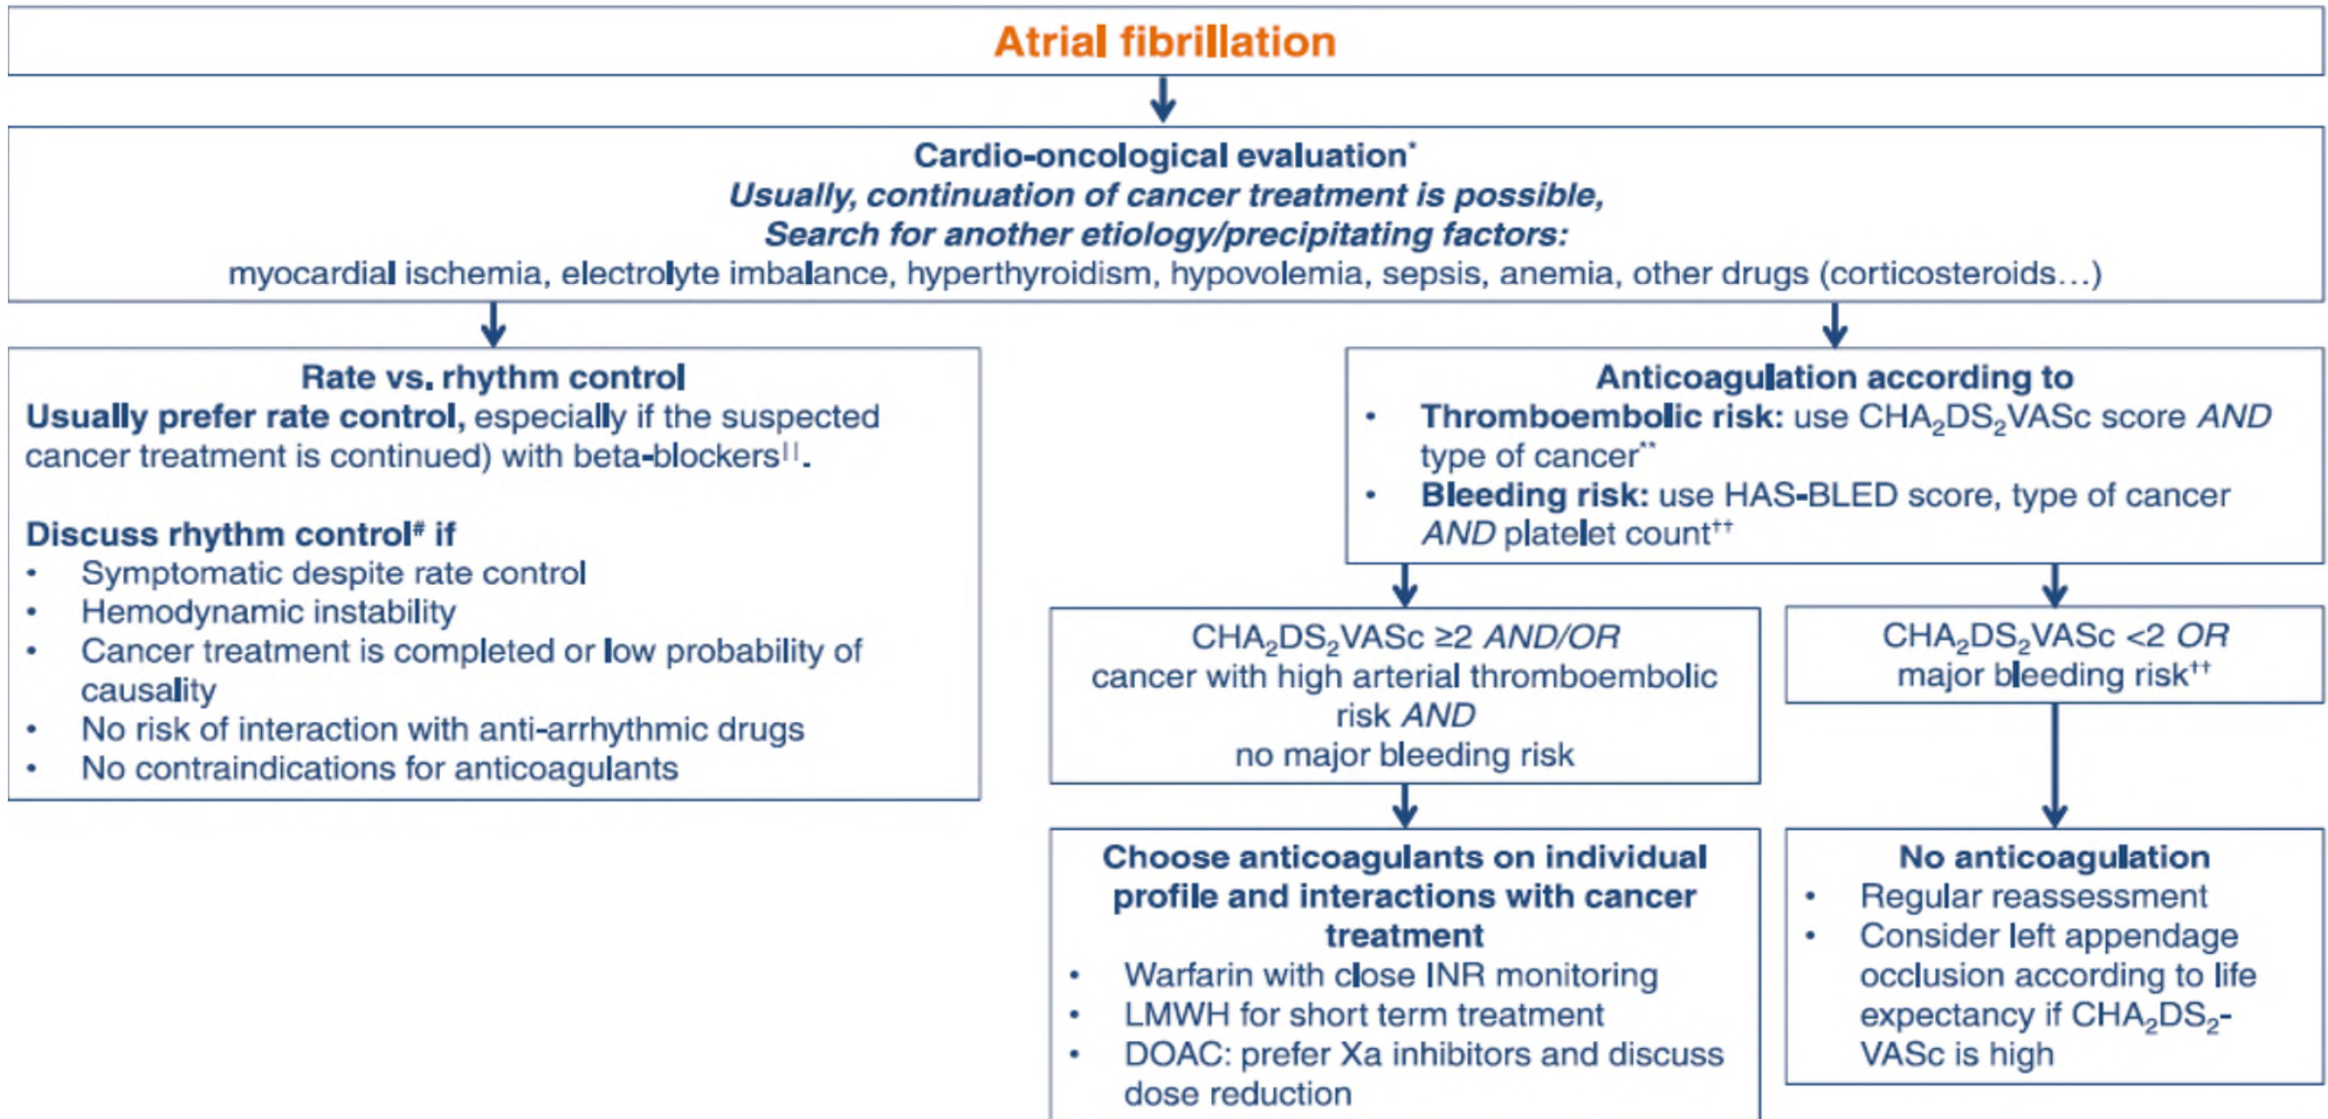 Atrial fibrillation
Cardio-oncological evaluation*
Usually, continuation of cancer treatment is possible,
Search for another etiology/precipitating factors:
myocardial ischemia, electrolyte imbalance, hyperthyroidism, hypovolemia, sepsis, anemia, other drugs (corticosteroids…)
Rate vs. rhythm control
Usually prefer rate control, especially if the suspected
cancer treatment is continued) with beta-blockers||.
Discuss rhythm control# if
• Symptomatic despite rate control
• Hemodynamic instability
• Cancer treatment is completed or low probability of
causality
• No risk of interaction with anti-arrhythmic drugs
• No contraindications for anticoagulants
Anticoagulation according to
• Thromboembolic risk: use CHA₂DS₂VASc score AND
type of cancer**
• Bleeding risk: use HAS-BLED score, type of cancer
AND platelet count††
CHA₂DS₂VASc ≥2 AND/OR
cancer with high arterial thromboembolic
risk AND
no major bleeding risk
CHA₂DS₂VASc <2 OR
major bleeding risk††
Choose anticoagulants on individual
profile and interactions with cancer
treatment
• Warfarin with close INR monitoring
• LMWH for short term treatment
• DOAC: prefer Xa inhibitors and discuss
dose reduction
No anticoagulation
• Regular reassessment
• Consider left appendage
occlusion according to life
expectancy if CHA₂DS₂-
VASc is high